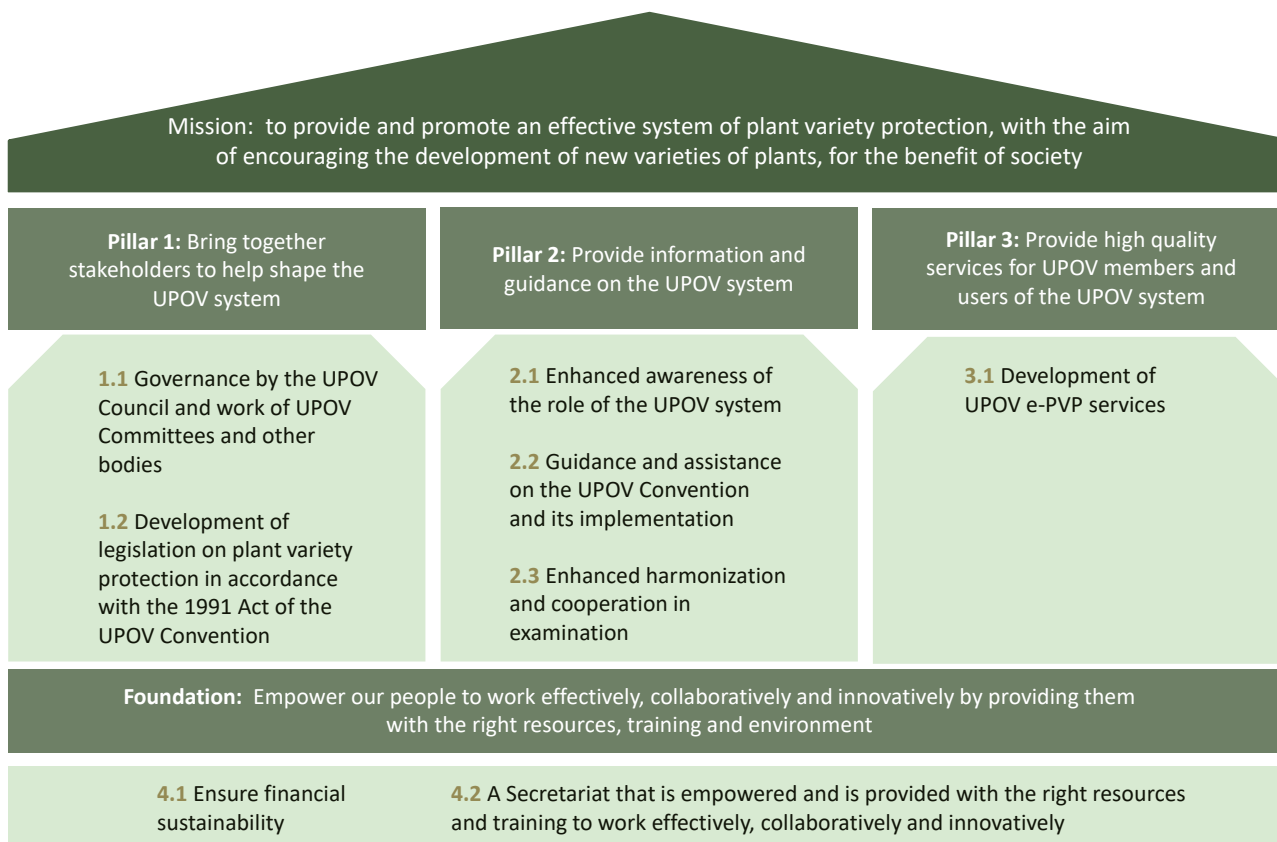 Mission:  to provide and promote an effective system of plant variety protection, with the aim
of encouraging the development of new varieties of plants, for the benefit of society
Pillar 1: Bring together
stakeholders to help shape the
UPOV system
Pillar 2: Provide information and
guidance on the UPOV system
Pillar 3: Provide high quality
services for UPOV members and
users of the UPOV system
1.1 Governance by the UPOV
Council and work of UPOV
Committees and other
bodies
1.2 Development of
legislation on plant variety
protection in accordance
with the 1991 Act of the
UPOV Convention
2.1 Enhanced awareness of
the role of the UPOV system
2.2 Guidance and assistance
on the UPOV Convention
and its implementation
2.3 Enhanced harmonization
and cooperation in
examination
3.1 Development of
UPOV e-PVP services
Foundation:  Empower our people to work effectively, collaboratively and innovatively by providing them
with the right resources, training and environment
4.1 Ensure financial
sustainability
4.2 A Secretariat that is empowered and is provided with the right resources
and training to work effectively, collaboratively and innovatively